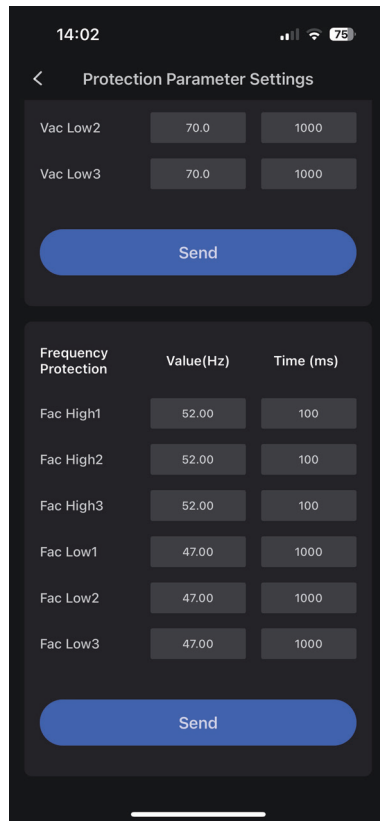 14:02
75
Protection Parameter Settings
Vac Low2 70.0 1000
Vac Low3 70.0 1000
Send
Frequency
Protection
Value(Hz) Time (ms)
Fac High1 52.00 100
Fac High2 52.00 100
Fac High3 52.00 100
Fac Low1 47.00 1000
Fac Low2 47.00 1000
Fac Low3 47.00 1000
Send